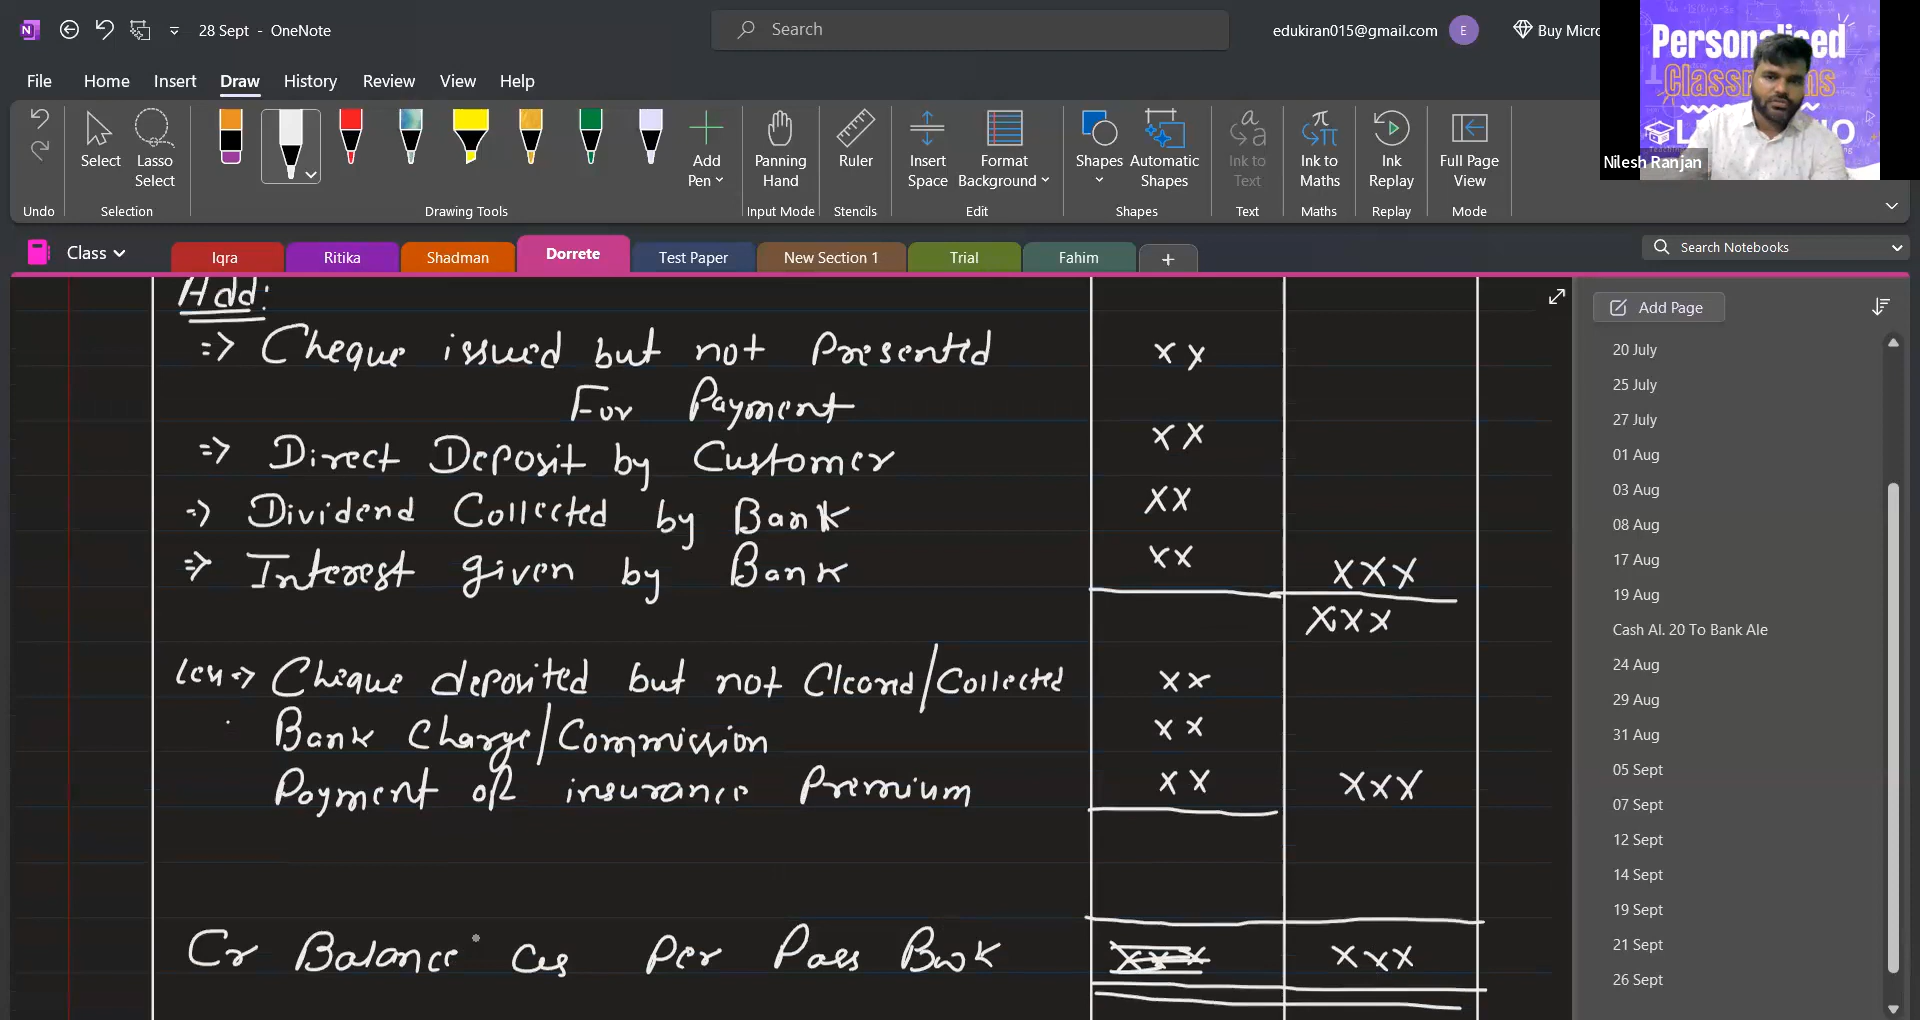 28 Sept - OneNote
Search
edukiran015@gmail.com
E
Buy Micro
File Home Insert Draw History Review View Help
Select
Lasso Select
Add Pen
Panning Hand
Ruler
Insert Space
Format Background
Shapes
Automatic Shapes
Ink to Text
Ink to Maths
Ink Replay
Full Page View
Undo Selection Drawing Tools Input Mode Stencils Edit Shapes Text Maths Replay Mode
Personalised
Nilesh Ranjan
Class
Iqra Ritika Shadman Dorrete Test Paper New Section 1 Trial Fahim +
Search Notebooks
Add:
=> Cheque issued but not Presented xx
For Payment
=> Direct Deposit by Customer xx
=> Dividend Collected by Bank xx
=> Interest given by Bank xx xxx
xxx
Cheque deposited but not Cleared/Collected xx
Bank Charge/Commission xx
Payment of insurance Premium xx xxx
Cr Balance as Per Pass Book xxx
Add Page
20 July
25 July
27 July
01 Aug
03 Aug
08 Aug
17 Aug
19 Aug
Cash Al. 20 To Bank Ale
24 Aug
29 Aug
31 Aug
05 Sept
07 Sept
12 Sept
14 Sept
19 Sept
21 Sept
26 Sept